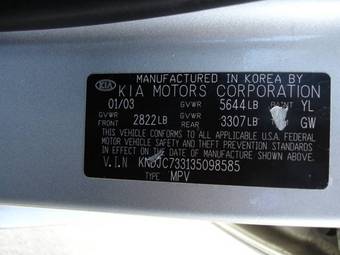 MANUFACTURED IN KOREA BY
KIA KIA MOTORS CORPORATION
01/03 GVWR 5644LB PAINT YL
GVWR FRONT 2822LB GVWR REAR 3307LB GW
THIS VEHICLE CONFORMS TO ALL APPLICABLE U.S.A FEDERAL
MOTOR VEHICLE SAFETY AND THEFT PREVENTION STANDARDS
IN EFFECT ON THE DATE OF MANUFACTURE SHOWN ABOVE.
V.I.N KNDJC733135098585
TYPE MPV